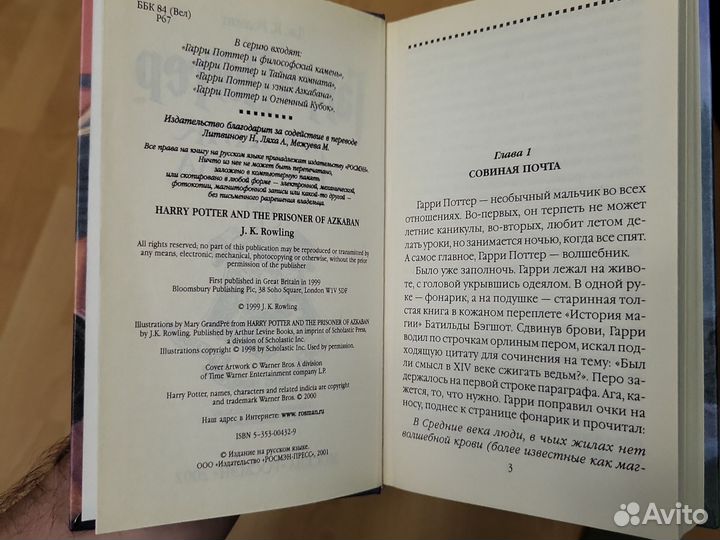 ББК 84 (Вел)
Р67
В серию входят:
«Гарри Поттер и философский камень»,
«Гарри Поттер и Тайная комната»,
«Гарри Поттер и узник Азкабана»,
«Гарри Поттер и Огненный Кубок».
Издательство благодарит за содействие в переводе
Литвинову Н., Ляха А., Межуева М.
Все права на книгу на русском языке принадлежат издательству «РОСМЭН».
Ничто из нее не может быть перепечатано,
заложено в компьютерную память
или скопировано в любой форме — электронной, механической,
фотокопии, магнитофонной записи или какой-то другой —
без письменного разрешения владельца.
HARRY POTTER AND THE PRISONER OF AZKABAN
J. K. Rowling
All rights reserved; no part of this publication may be reproduced or transmitted by
any means, electronic, mechanical, photocopying or otherwise, without the prior
permission of the publisher.
First published in Great Britain in 1999
Bloomsbury Publishing Plc, 38 Soho Square, London W1V 5DF
© 1999 J. K. Rowling
Illustrations by Mary GrandPré from HARRY POTTER AND THE PRISONER OF AZKABAN
by J.K. Rowling, Published by Arthur Levine Books, an imprint of Scholastic Press,
a division of Scholastic Inc.
Illustrations copyright © 1998 by Scholastic Inc. Used by permission.
Cover Artwork © Warner Bros. A division
of Time Warner Entertainment company LP.
Harry Potter, names, characters and related indicia are copyright
and trademark Warner Bros. © 2000
Наш адрес в Интернете: www. rosman.ru
ISBN 5–353-00432-9
© Издание на русском языке.
ООО «Издательство «РОСМЭН-ПРЕСС», 2001
Глава 1
СОВИНАЯ ПОЧТА
Гарри Поттер — необычный мальчик во всех
отношениях. Во-первых, он терпеть не может
летние каникулы, во-вторых, любит летом де-
лать уроки, но занимается ночью, когда все спят.
А самое главное, Гарри Поттер — волшебник.
Было уже заполночь. Гарри лежал на живо-
те, с головой укрывшись одеялом. В одной ру-
ке — фонарик, а на подушке — старинная тол-
стая книга в кожаном переплете «История ма-
гии» Батильды Бэгшот. Сдвинув брови, Гарри
водил по строчкам орлиным пером, искал под-
ходящую цитату для сочинения на тему: «Был
ли смысл в XIV веке сжигать ведьм?». Перо за-
держалось на первой строке параграфа. Ага, ка-
жется, то, что нужно. Гарри поправил очки на
носу, поднес к странице фонарик и прочитал:
В Средние века люди, в чьих жилах нет
волшебной крови (более известные как маг-
3
Avito